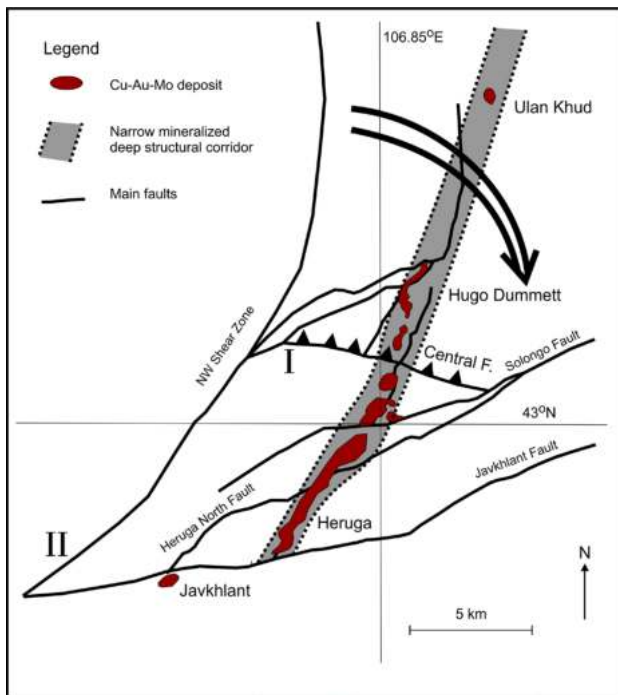 Legend
Cu-Au-Mo deposit
Narrow mineralized
deep structural corridor
Main faults
106.85°E
Ulan Khud
Hugo Dummett
NW Shear Zone
I
Central F.
Solongo Fault
43°N
Javkhlant Fault
Heruga North Fault
Heruga
II
Javkhlant
N
5 km